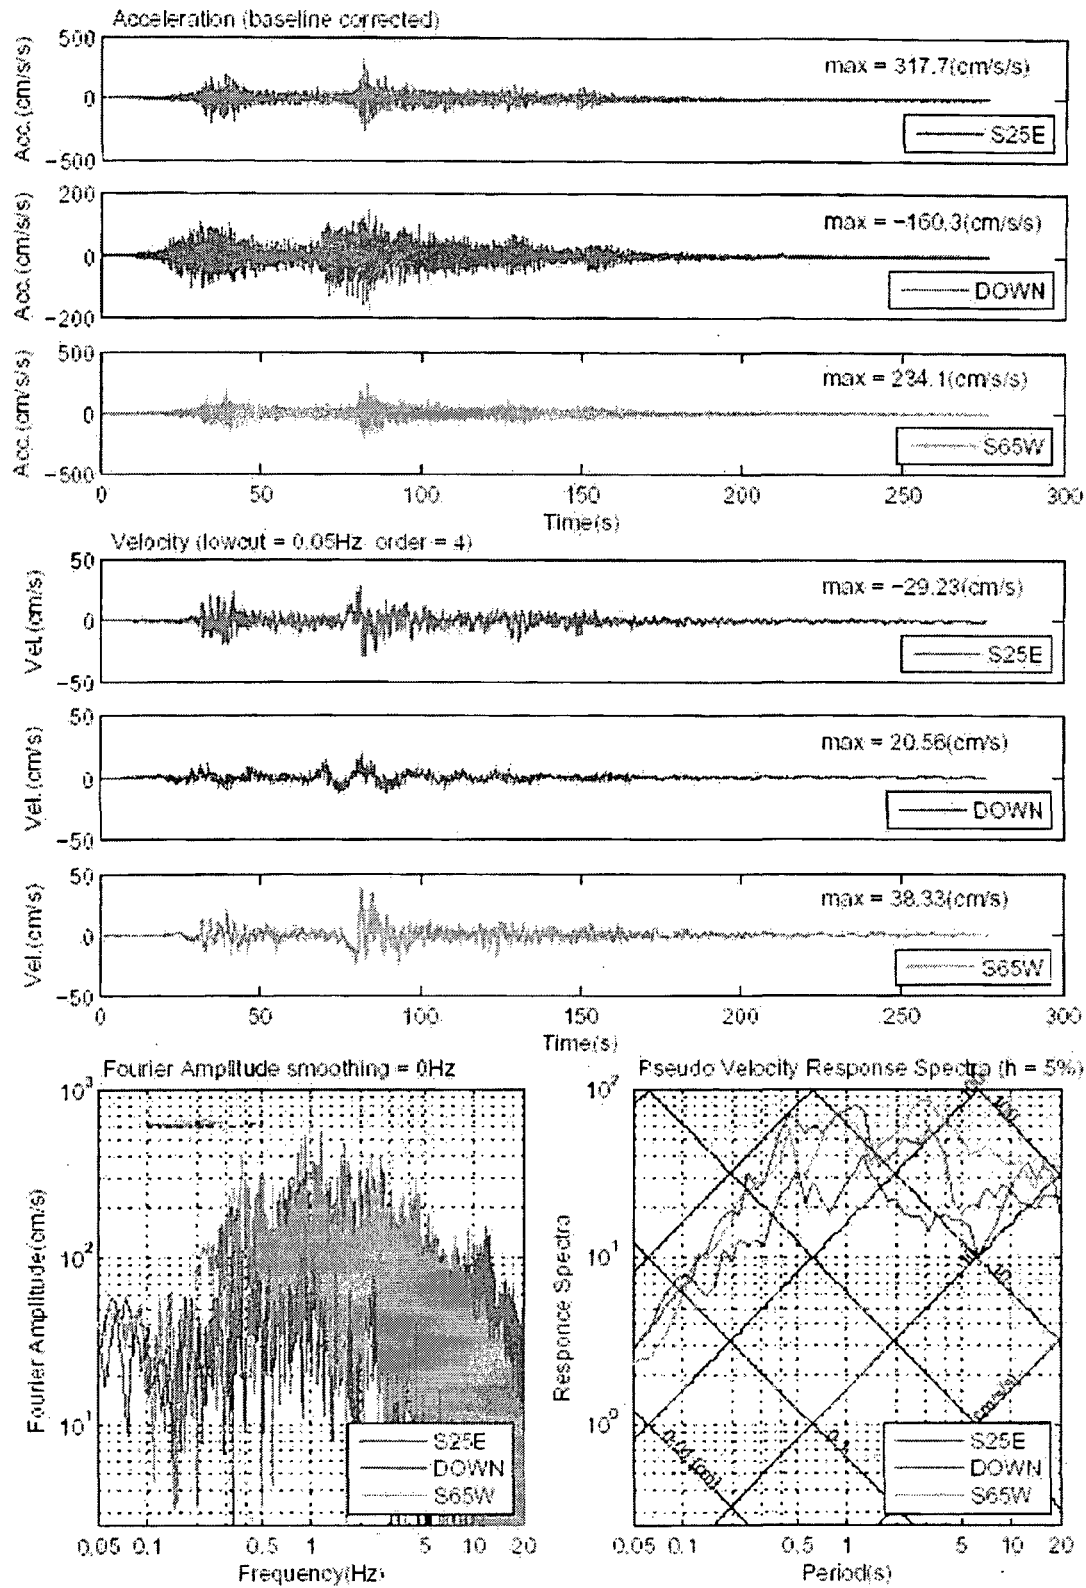 Acceleration (baseline corrected)
Acc.(cm/s/s)
500
0
−500
max = 317.7(cm/s/s)
S25E
Acc.(cm/s/s)
200
0
−200
max = −160.3(cm/s/s)
DOWN
Acc.(cm/s/s)
500
0
−500
max = 234.1(cm/s/s)
S65W
0 50 100 150 200 250 300
Time(s)
Velocity (lowcut = 0.05Hz order = 4)
Vel.(cm/s)
50
0
−50
max = −29.23(cm/s)
S25E
Vel.(cm/s)
50
0
−50
max = 20.56(cm/s)
DOWN
Vel.(cm/s)
50
0
−50
max = 38.33(cm/s)
S65W
0 50 100 150 200 250 300
Time(s)
Fourier Amplitude smoothing = 0Hz
Fourier Amplitude(cm/s)
10³
10²
10¹
S25E
DOWN
S65W
0.05 0.1 0.5 1 5 10 20
Frequency(Hz)
Pseudo Velocity Response Spectra (h = 5%)
Responce Spectra
10²
10¹
10⁰
(cm/s/s)
S25E
DOWN
S65W
0.05 0.1 0.5 1 5 10 20
Period(s)